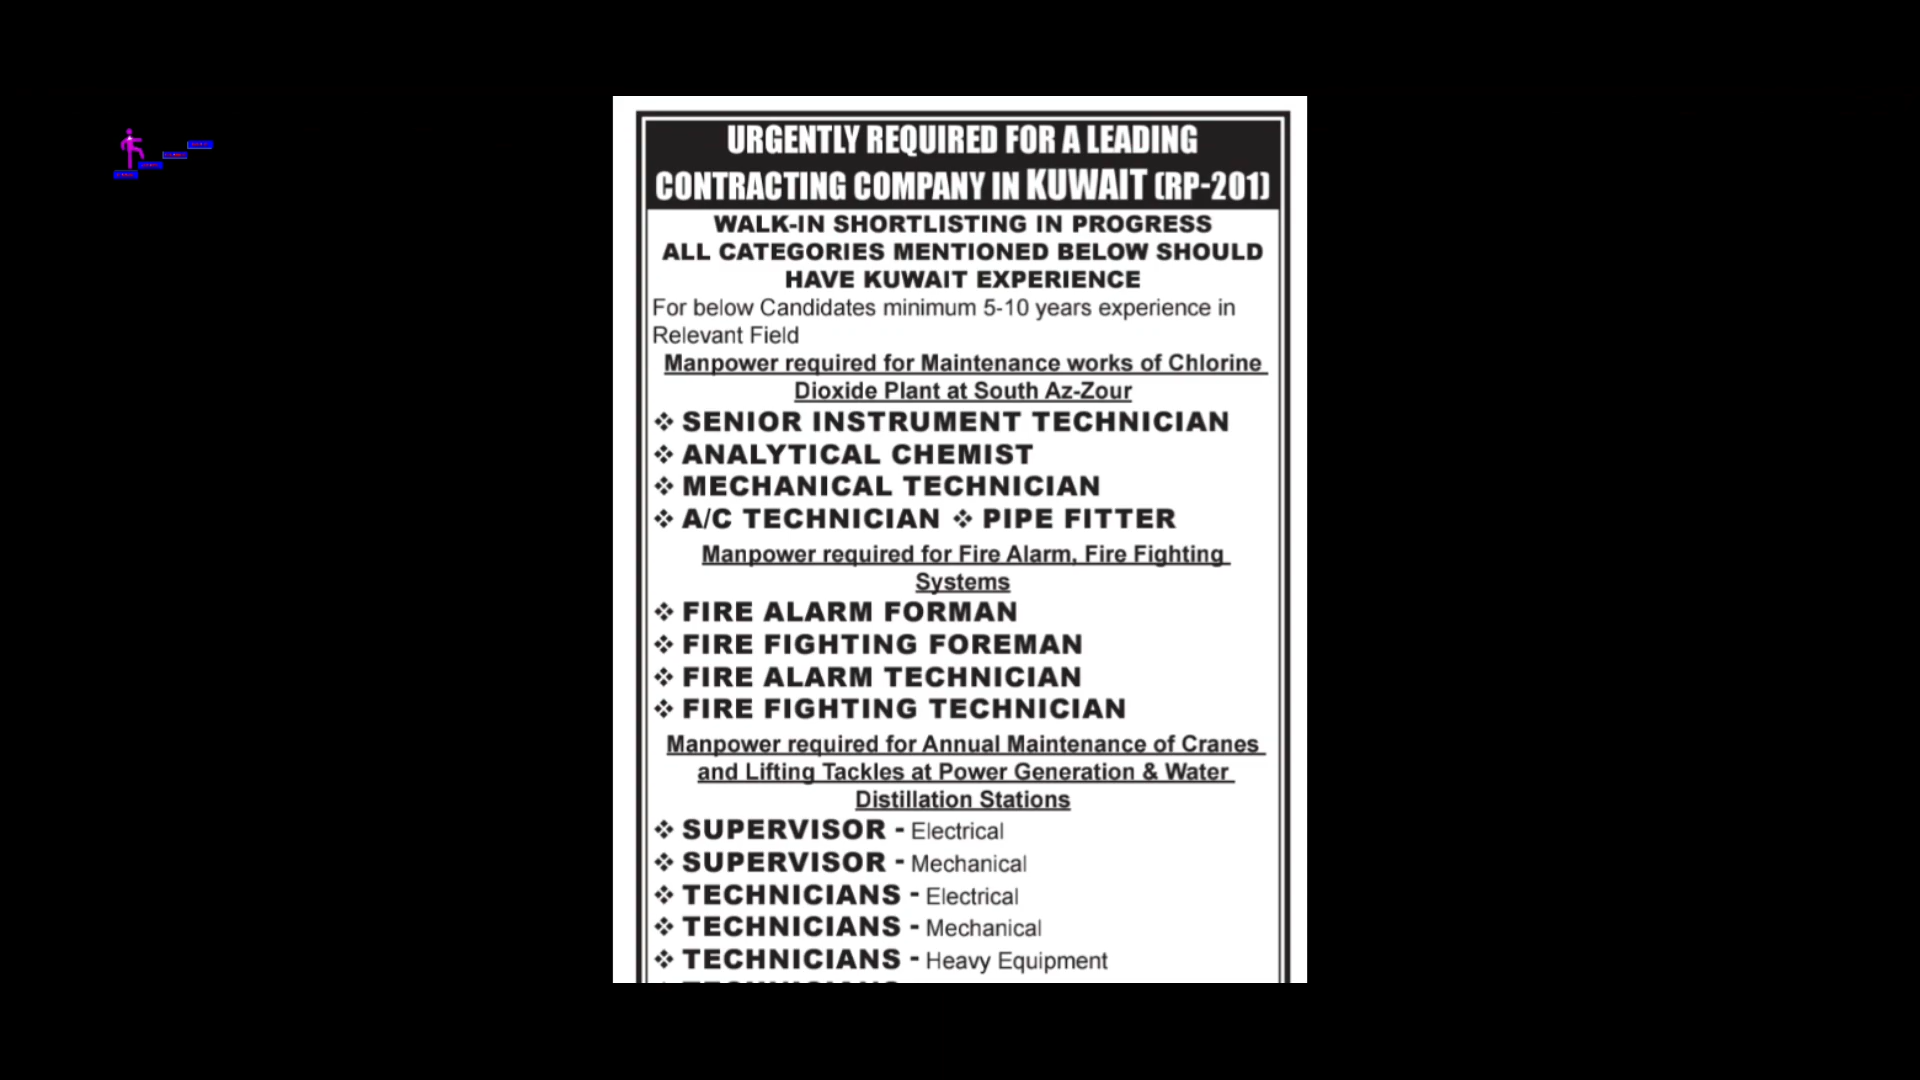 URGENTLY REQUIRED FOR A LEADING
CONTRACTING COMPANY IN KUWAIT (RP-201)
WALK-IN SHORTLISTING IN PROGRESS
ALL CATEGORIES MENTIONED BELOW SHOULD
HAVE KUWAIT EXPERIENCE
For below Candidates minimum 5-10 years experience in
Relevant Field
Manpower required for Maintenance works of Chlorine
Dioxide Plant at South Az-Zour
❖ SENIOR INSTRUMENT TECHNICIAN
❖ ANALYTICAL CHEMIST
❖ MECHANICAL TECHNICIAN
❖ A/C TECHNICIAN ❖ PIPE FITTER
Manpower required for Fire Alarm, Fire Fighting
Systems
❖ FIRE ALARM FORMAN
❖ FIRE FIGHTING FOREMAN
❖ FIRE ALARM TECHNICIAN
❖ FIRE FIGHTING TECHNICIAN
Manpower required for Annual Maintenance of Cranes
and Lifting Tackles at Power Generation & Water
Distillation Stations
❖ SUPERVISOR - Electrical
❖ SUPERVISOR - Mechanical
❖ TECHNICIANS - Electrical
❖ TECHNICIANS - Mechanical
❖ TECHNICIANS - Heavy Equipment